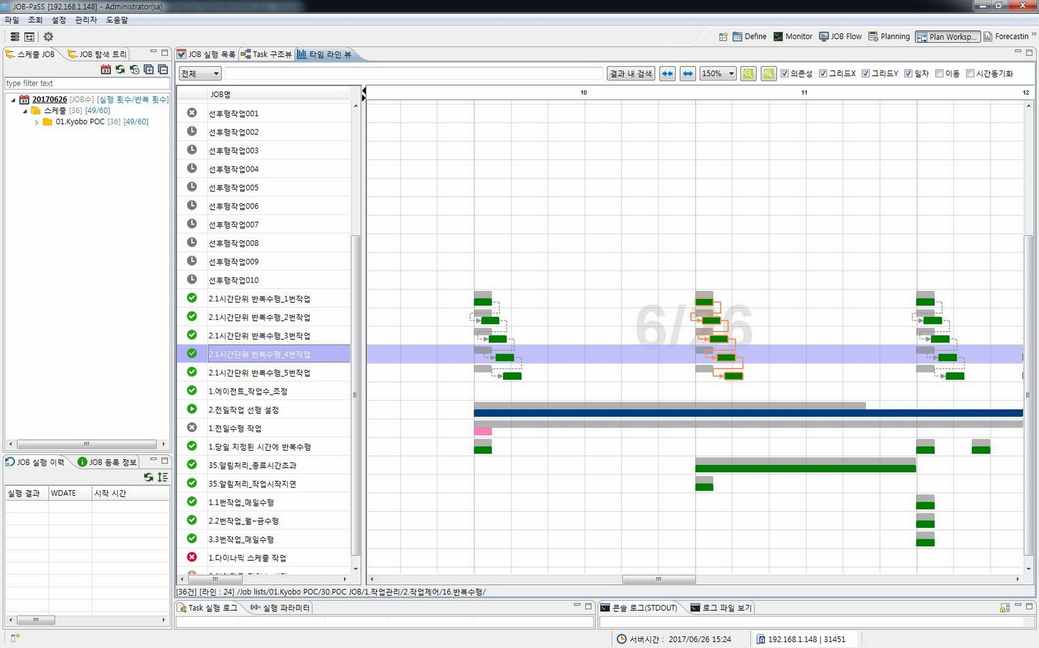 JOB-PaSS [192.168.1.148] - Administrator(sa)
파일 조회 설정 관리자 도움말
Define Monitor JOB Flow Planning Plan Worksp... Forecastin
스케쥴 JOB JOB 탐색 트리
type filter text
20170626 [JOB수] [실행 횟수/반복 횟수]
스케쥴 [36] [49/60]
01.Kyobo POC [36] [49/60]
JOB 실행 목록 Task 구조뷰 타임 라인 뷰
전체 결과 내 검색 150% 의존성 그리드X 그리드Y 일자 이동 시간동기화
JOB명
10 11 12
선후행작업001
선후행작업002
선후행작업003
선후행작업004
선후행작업005
선후행작업006
선후행작업007
선후행작업008
선후행작업009
선후행작업010
2.1시간단위 반복수행_1번작업
2.1시간단위 반복수행_2번작업
2.1시간단위 반복수행_3번작업
2.1시간단위 반복수행_4번작업
2.1시간단위 반복수행_5번작업
1.에이전트_작업수_조정
2.전일작업 선행 설정
1.전일수행 작업
1.당일 지정된 시간에 반복수행
35.알림처리_종료시간초과
35.알림처리_작업시작지연
1.1번작업_매일수행
2.2번작업_월~금수행
3.3번작업_매일수행
1.다이나믹 스케쥴 작업
[36건] [라인 : 24] /Job lists/01.Kyobo POC/30.POC JOB/1.작업관리/2.작업제어/16.반복수행/
JOB 실행 이력 JOB 등록 정보
실행 결과 WDATE 시작 시간
Task 실행 로그 실행 파라미터
콘솔 로그(STDOUT) 로그 파일 보기
서버시간 : 2017/06/26 15:24
192.168.1.148 | 31451